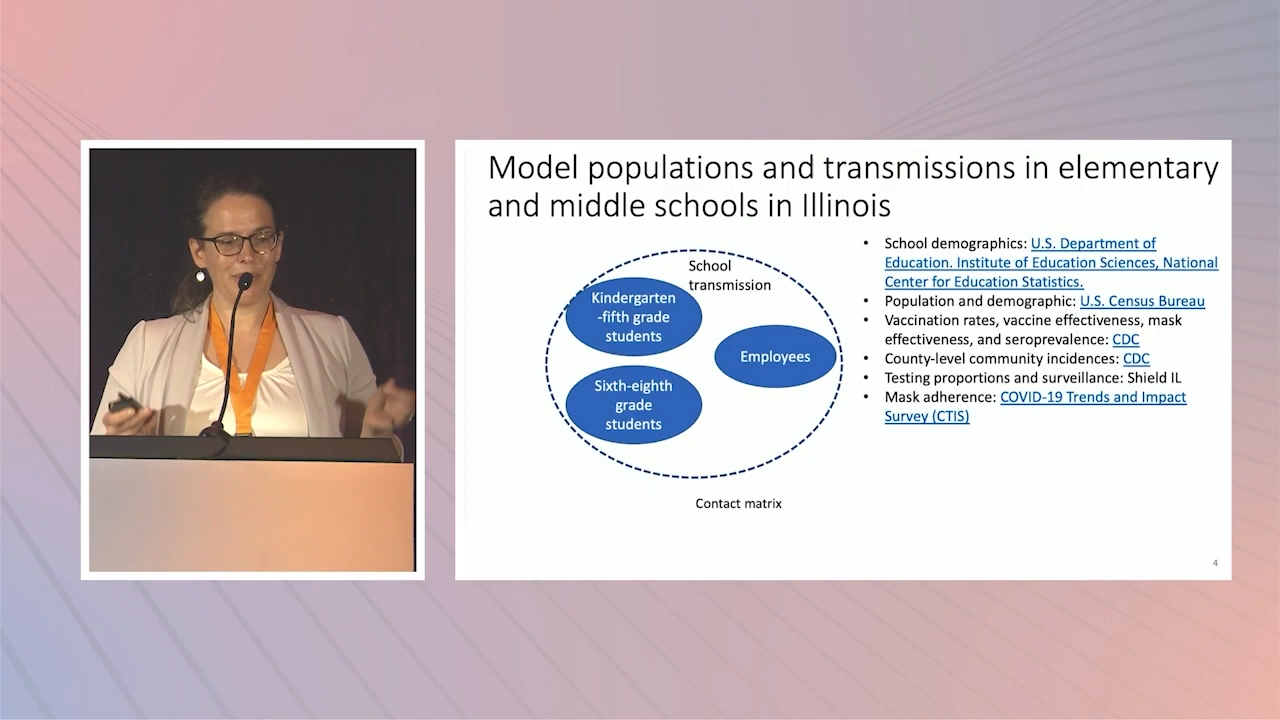 Model populations and transmissions in elementary
and middle schools in Illinois
School
transmission
Kindergarten
-fifth grade
students
Employees
Sixth-eighth
grade
students
Contact matrix
• School demographics: U.S. Department of
Education. Institute of Education Sciences, National
Center for Education Statistics.
• Population and demographic: U.S. Census Bureau
• Vaccination rates, vaccine effectiveness, mask
effectiveness, and seroprevalence: CDC
• County-level community incidences: CDC
• Testing proportions and surveillance: Shield IL
• Mask adherence: COVID-19 Trends and Impact
Survey (CTIS)
4